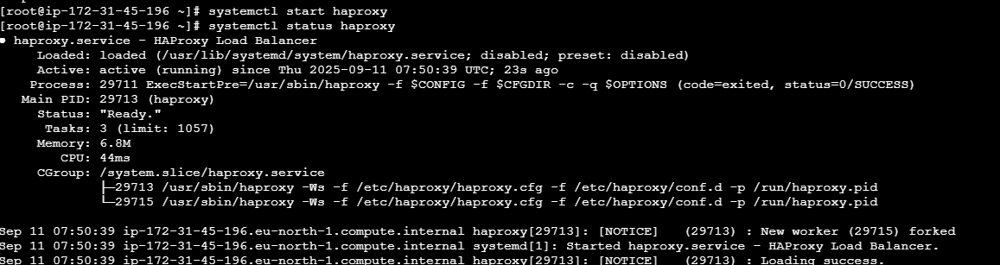 [root@ip-172-31-45-196 ~]# systemctl start haproxy
[root@ip-172-31-45-196 ~]# systemctl status haproxy
● haproxy.service - HAProxy Load Balancer
     Loaded: loaded (/usr/lib/systemd/system/haproxy.service; disabled; preset: disabled)
     Active: active (running) since Thu 2025-09-11 07:50:39 UTC; 23s ago
    Process: 29711 ExecStartPre=/usr/sbin/haproxy -f $CONFIG -f $CFGDIR -c -q $OPTIONS (code=exited, status=0/SUCCESS)
   Main PID: 29713 (haproxy)
     Status: "Ready."
      Tasks: 3 (limit: 1057)
     Memory: 6.8M
        CPU: 44ms
     CGroup: /system.slice/haproxy.service
             ├─29713 /usr/sbin/haproxy -Ws -f /etc/haproxy/haproxy.cfg -f /etc/haproxy/conf.d -p /run/haproxy.pid
             └─29715 /usr/sbin/haproxy -Ws -f /etc/haproxy/haproxy.cfg -f /etc/haproxy/conf.d -p /run/haproxy.pid
Sep 11 07:50:39 ip-172-31-45-196.eu-north-1.compute.internal haproxy[29713]: [NOTICE]   (29713) : New worker (29715) forked
Sep 11 07:50:39 ip-172-31-45-196.eu-north-1.compute.internal systemd[1]: Started haproxy.service - HAProxy Load Balancer.
Sep 11 07:50:39 ip-172-31-45-196.eu-north-1.compute.internal haproxy[29713]: [NOTICE]   (29713) : Loading success.